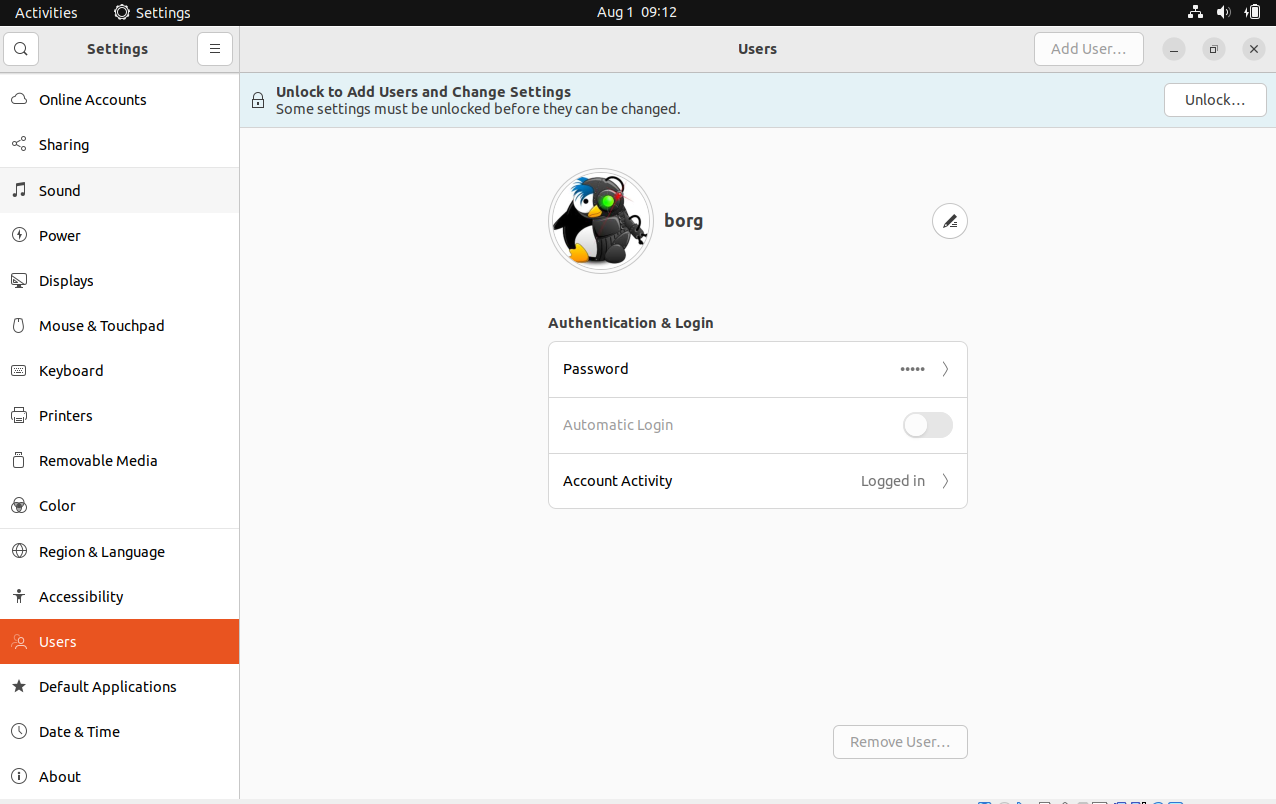 Activities
Settings
Aug 1 09:12
Settings
Users
Add User...
Unlock to Add Users and Change Settings
Some settings must be unlocked before they can be changed.
Unlock...
Online Accounts
Sharing
Sound
Power
Displays
Mouse & Touchpad
Keyboard
Printers
Removable Media
Color
Region & Language
Accessibility
Users
Default Applications
Date & Time
About
borg
Authentication & Login
Password •••••
Automatic Login
Account Activity Logged in
Remove User...